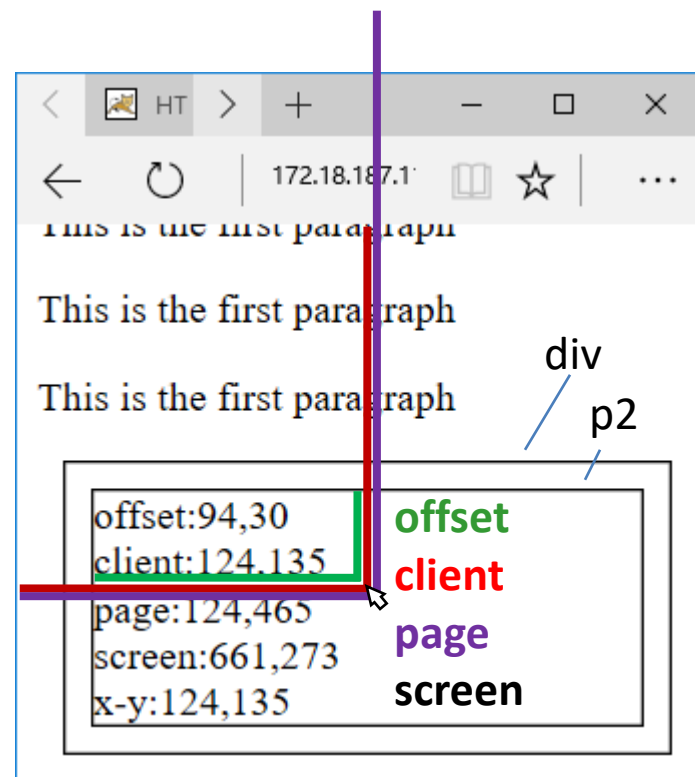 HT
172.18.187.1
This is the first paragraph
This is the first paragraph
This is the first paragraph
div
p2
offset:94,30
client:124,135
page:124,465
screen:661,273
x-y:124,135
offset
client
page
screen